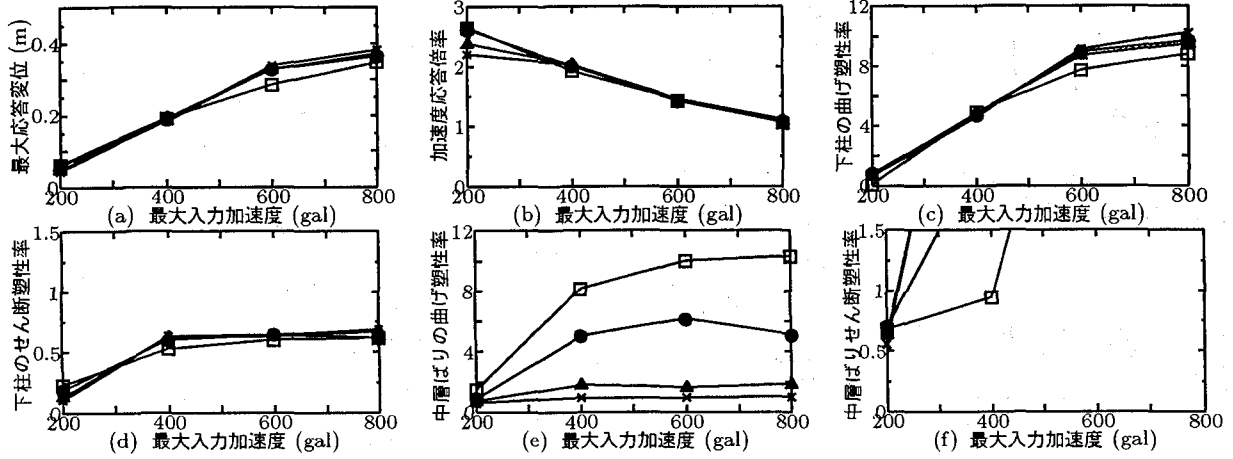 最大応答変位 (m)
0.4
0.2
0
200 400 600 800
(a) 最大入力加速度 (gal)
加速度応答倍率
3
2
1
0
200 400 600 800
(b) 最大入力加速度 (gal)
下柱の曲げ塑性率
12
8
4
0
200 400 600 800
(c) 最大入力加速度 (gal)
下柱のせん断塑性率
1.5
1
0.5
0
200 400 600 800
(d) 最大入力加速度 (gal)
中層ばりの曲げ塑性率
12
8
4
0
200 400 600 800
(e) 最大入力加速度 (gal)
中層ばりせん断塑性率
1.5
1
0.5
0
200 400 600 800
(f) 最大入力加速度 (gal)